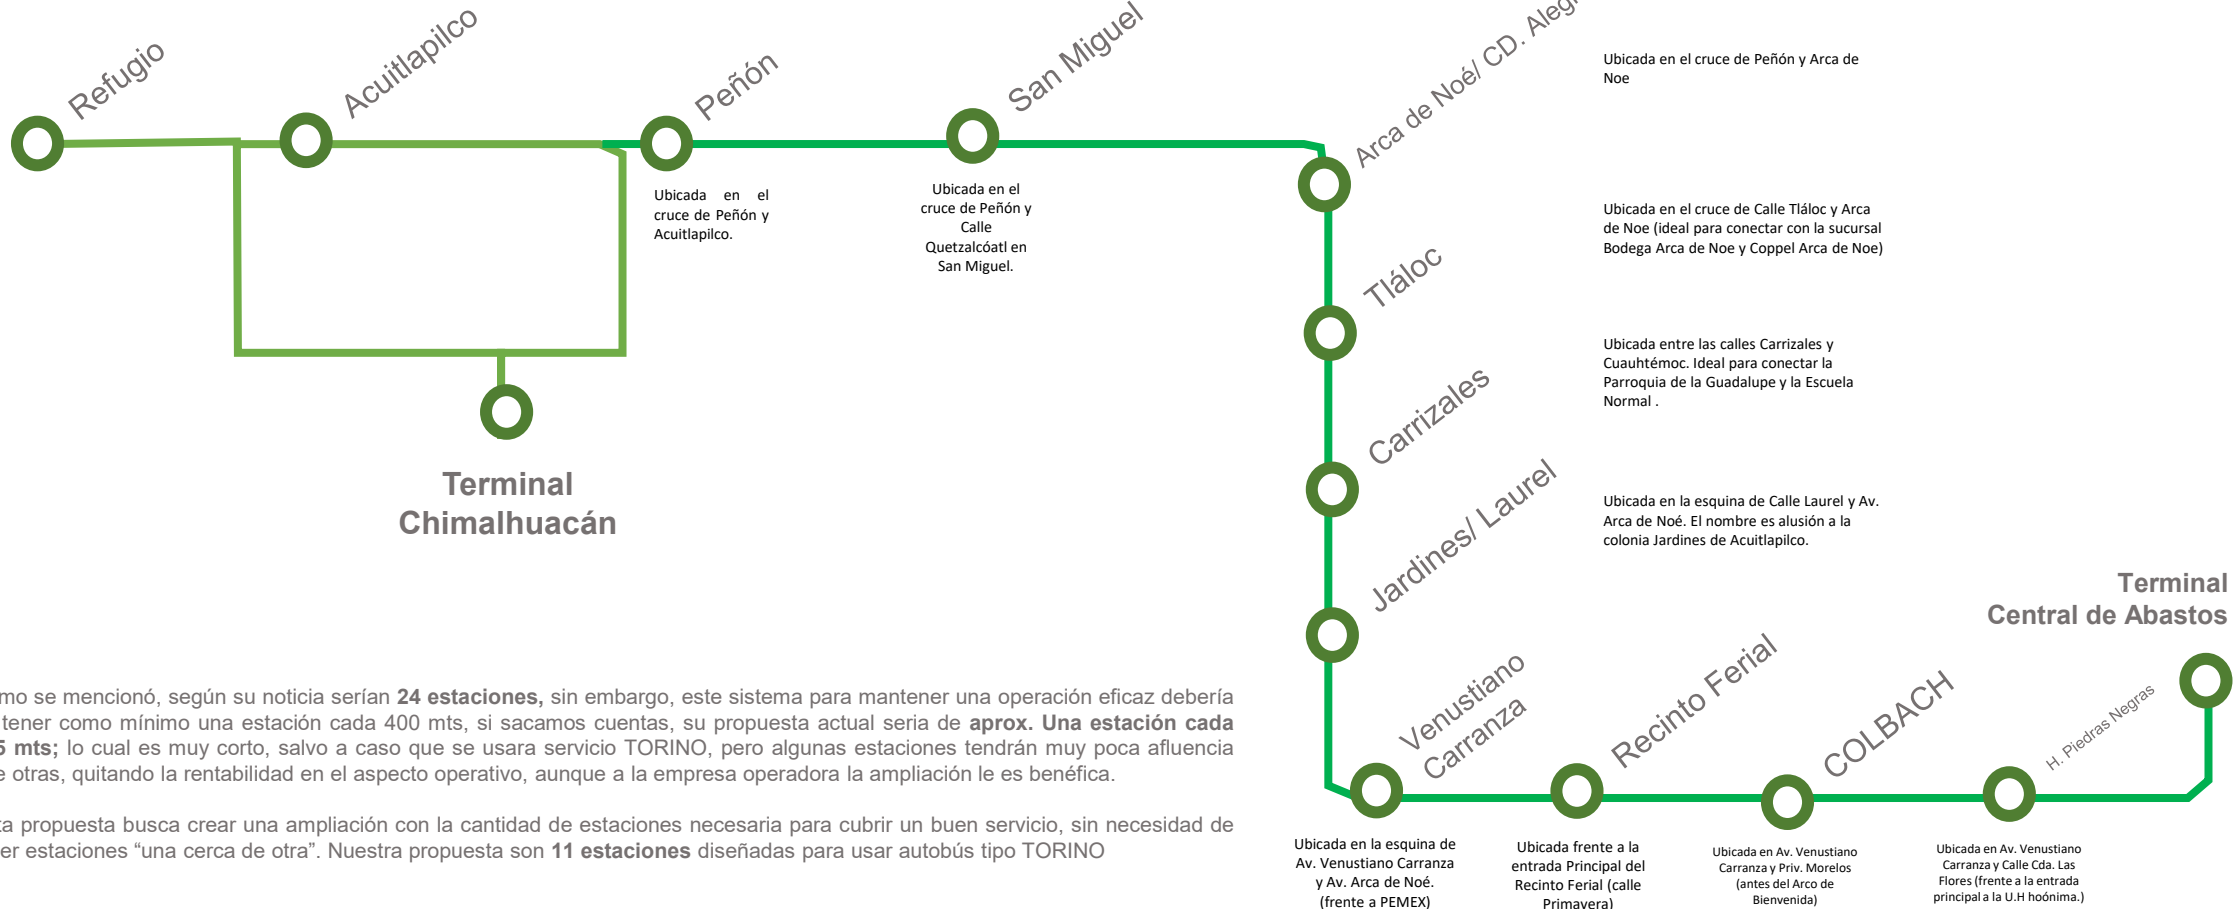 Refugio
Acuitlapilco
Peñón
San Miguel
Arca de Noé/ CD. Alegr
Ubicada en el cruce de Peñón y Arca de
Noe
Ubicada en el
cruce de Peñón y
Acuitlapilco.
Ubicada en el
cruce de Peñón y
Calle
Quetzalcóatl en
San Miguel.
Ubicada en el cruce de Calle Tláloc y Arca
de Noe (ideal para conectar con la sucursal
Bodega Arca de Noe y Coppel Arca de Noe)
Tláloc
Ubicada entre las calles Carrizales y
Cuauhtémoc. Ideal para conectar la
Parroquia de la Guadalupe y la Escuela
Normal .
Carrizales
Terminal
Chimalhuacán
Jardines/ Laurel
Ubicada en la esquina de Calle Laurel y Av.
Arca de Noé. El nombre es alusión a la
colonia Jardines de Acuitlapilco.
Terminal
Central de Abastos
Venustiano
Carranza
Recinto Ferial
COLBACH
H. Piedras Negras
mo se mencionó, según su noticia serían 24 estaciones, sin embargo, este sistema para mantener una operación eficaz debería
tener como mínimo una estación cada 400 mts, si sacamos cuentas, su propuesta actual seria de aprox. Una estación cada
5 mts; lo cual es muy corto, salvo a caso que se usara servicio TORINO, pero algunas estaciones tendrán muy poca afluencia
e otras, quitando la rentabilidad en el aspecto operativo, aunque a la empresa operadora la ampliación le es benéfica.
ta propuesta busca crear una ampliación con la cantidad de estaciones necesaria para cubrir un buen servicio, sin necesidad de
er estaciones “una cerca de otra”. Nuestra propuesta son 11 estaciones diseñadas para usar autobús tipo TORINO
Ubicada en la esquina de
Av. Venustiano Carranza
y Av. Arca de Noé.
(frente a PEMEX)
Ubicada frente a la
entrada Principal del
Recinto Ferial (calle
Primavera)
Ubicada en Av. Venustiano
Carranza y Priv. Morelos
(antes del Arco de
Bienvenida)
Ubicada en Av. Venustiano
Carranza y Calle Cda. Las
Flores (frente a la entrada
principal a la U.H hoónima.)